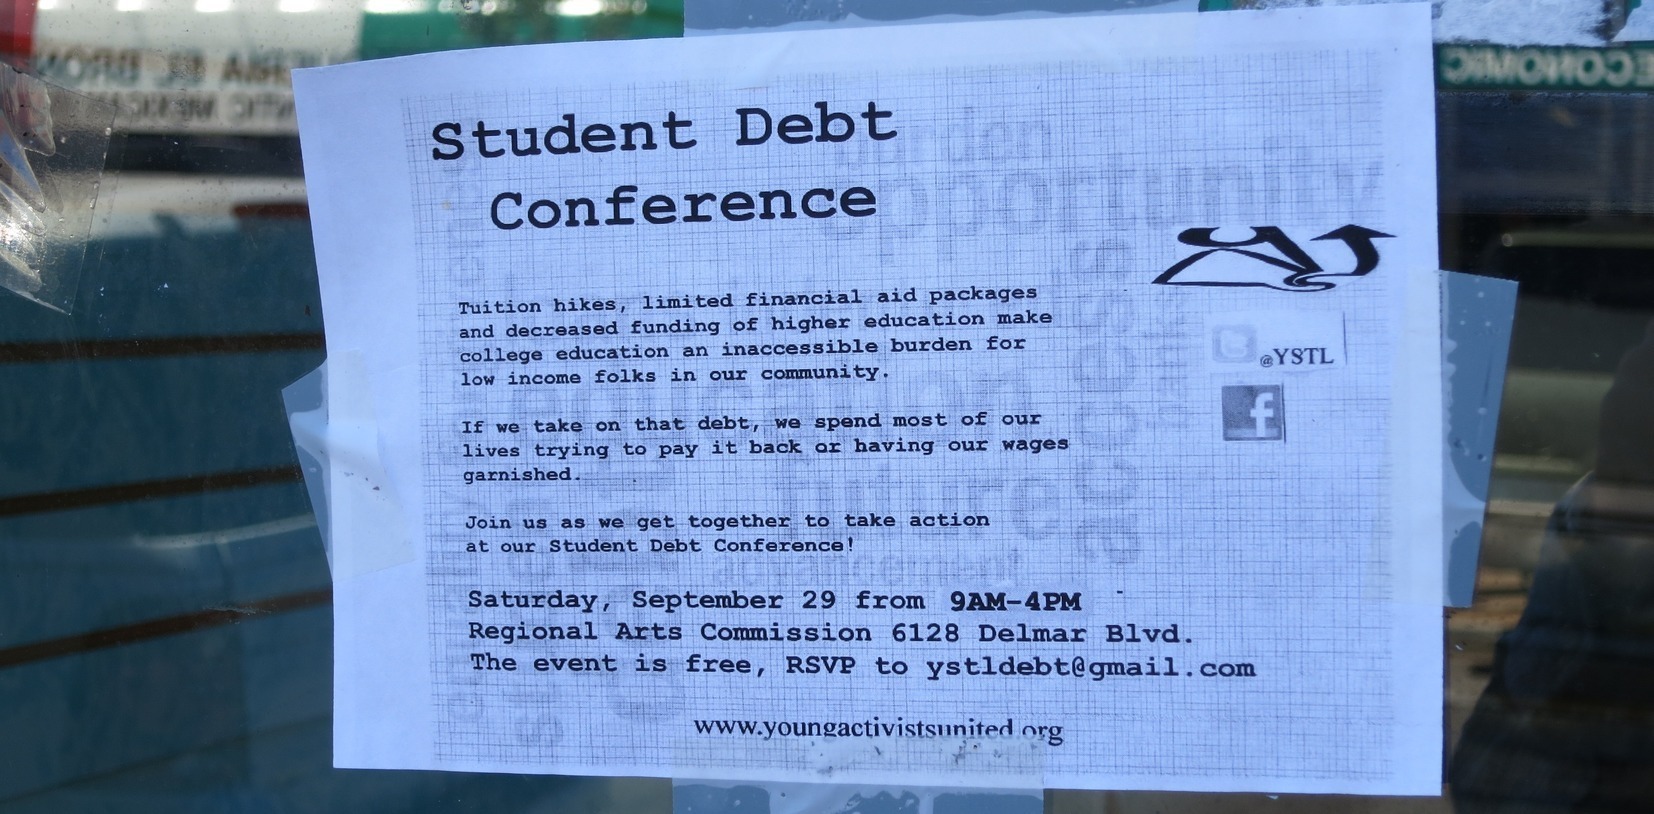 Student Debt
Conference
opportunity
Tuition hikes, limited financial aid packages
and decreased funding of higher education make
college education an inaccessible burden for
low income folks in our community.
If we take on that debt, we spend most of our
lives trying to pay it back or having our wages
garnished.
Join us as we get together to take action
at our Student Debt Conference!
future
advancement
Saturday, September 29 from 9AM-4PM
Regional Arts Commission 6128 Delmar Blvd.
The event is free, RSVP to ystldebt@gmail.com
www.youngactivistsunited.org
@YSTL
f
ECONOMIC